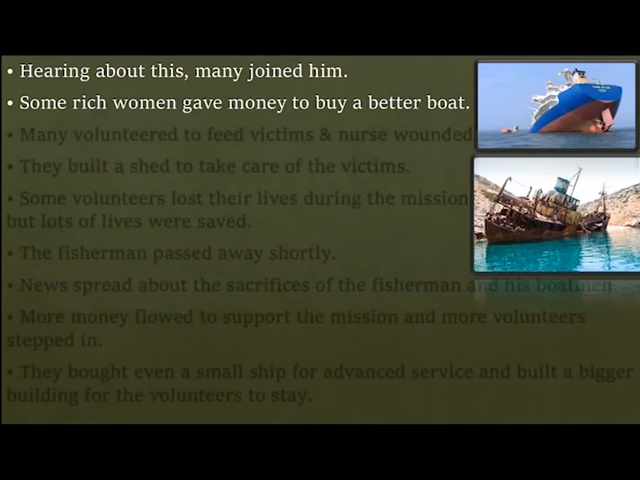 • Hearing about this, many joined him.
• Some rich women gave money to buy a better boat.
• Many volunteered to feed victims & nurse wounded
• They built a shed to take care of the victims.
• Some volunteers lost their lives during the mission
but lots of lives were saved.
• The fisherman passed away shortly.
• News spread about the sacrifices of the fisherman and his boatmen.
• More money flowed to support the mission and more volunteers
stepped in.
• They bought even a small ship for advanced service and built a bigger
building for the volunteers to stay.